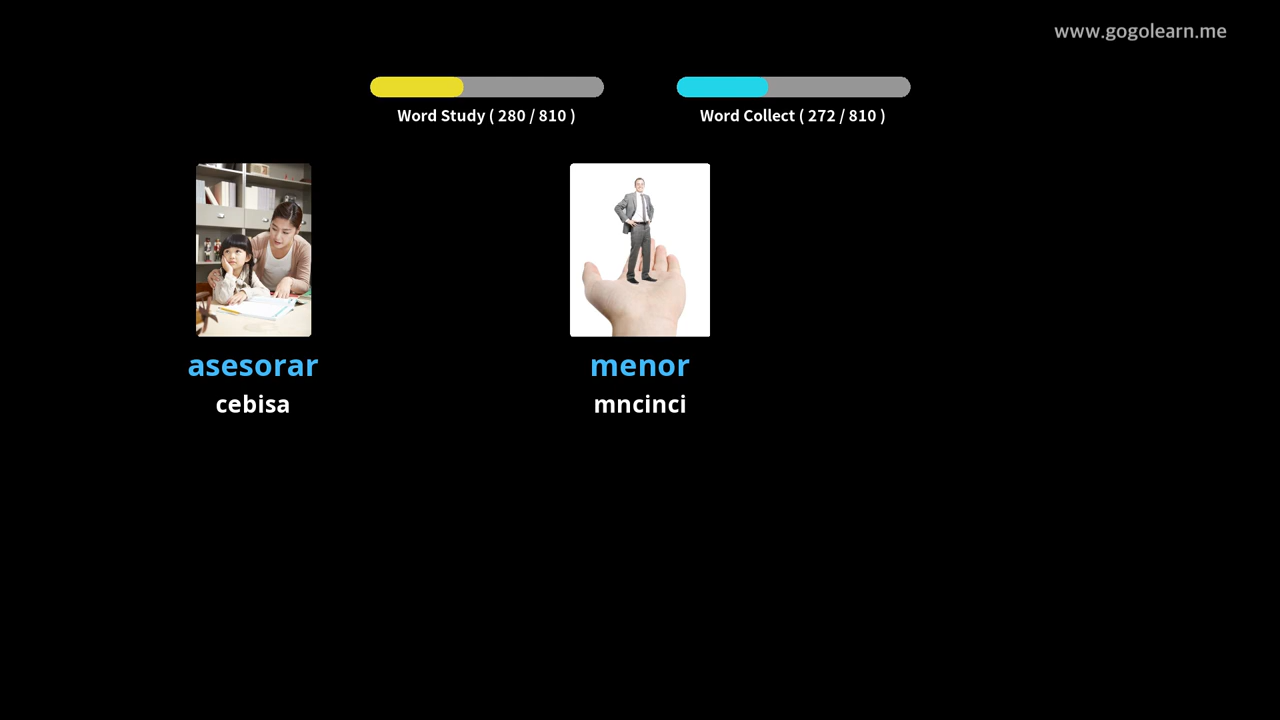 www.gogolearn.me
Word Study ( 280 / 810 )
Word Collect ( 272 / 810 )
asesorar
cebisa
menor
mncinci